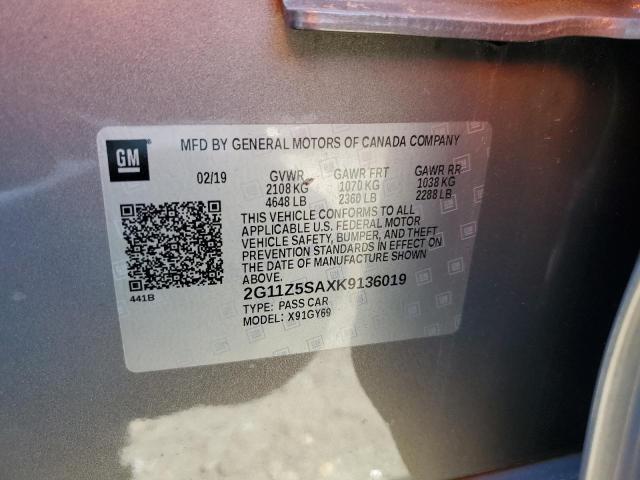 GM
MFD BY GENERAL MOTORS OF CANADA COMPANY
02/19 GVWR GAWR FRT GAWR RR
2108 KG 1070 KG 1038 KG
4648 LB 2360 LB 2288 LB
THIS VEHICLE CONFORMS TO ALL
APPLICABLE U.S. FEDERAL MOTOR
VEHICLE SAFETY, BUMPER, AND THEFT
PREVENTION STANDARDS IN EFFECT ON
THE DATE OF MANUFACTURE SHOWN
ABOVE.
2G11Z5SAXK9136019
TYPE: PASS CAR
MODEL: X91GY69
441B